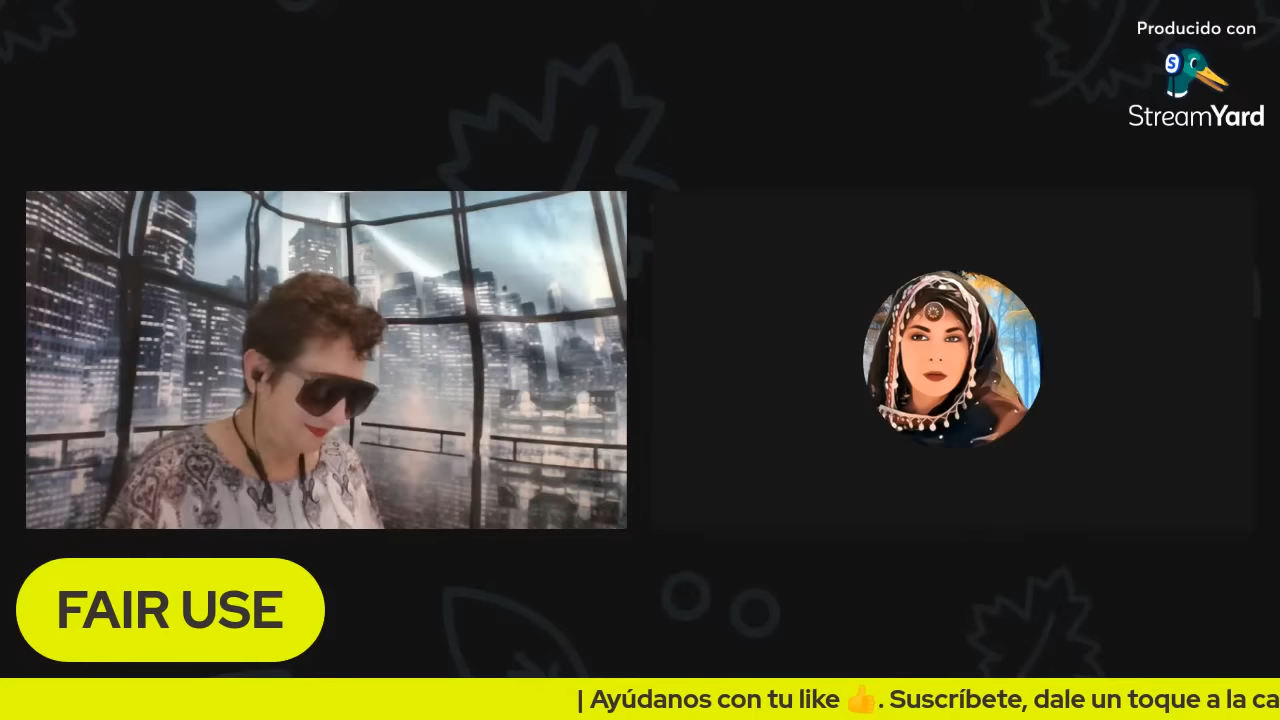 Producido con
StreamYard
FAIR USE
| Ayúdanos con tu like 👍. Suscríbete, dale un toque a la ca